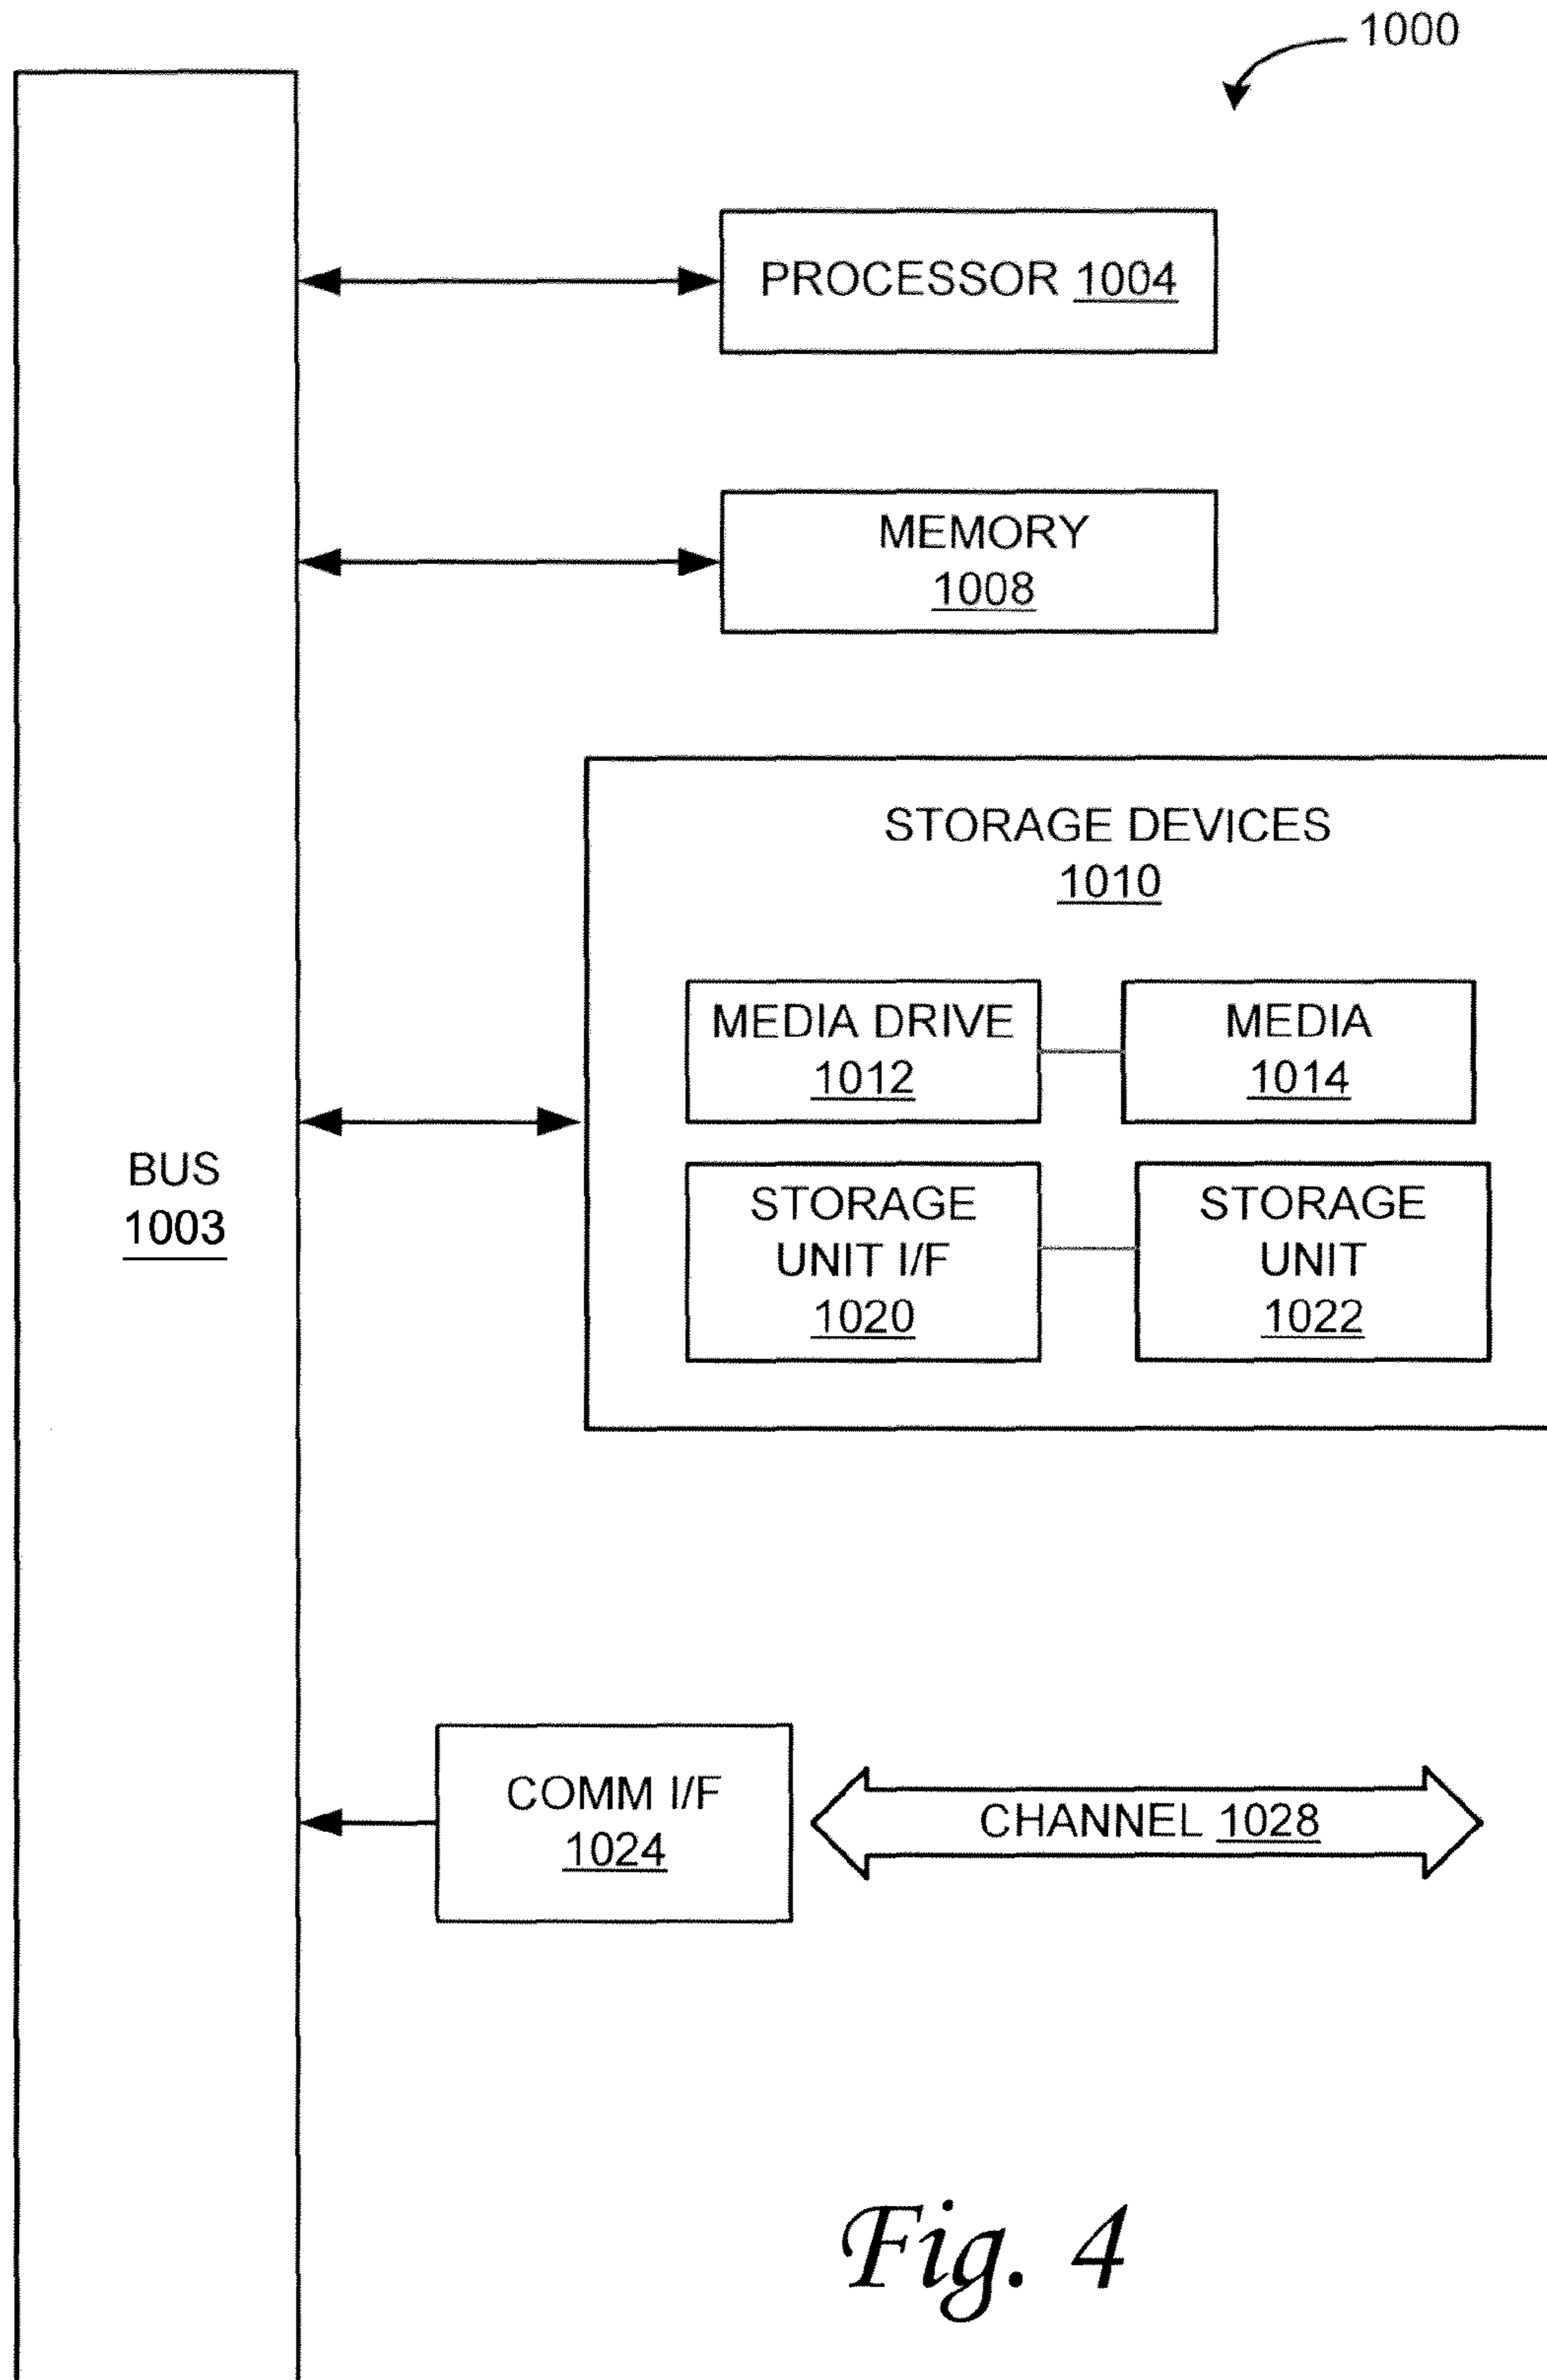 1000
PROCESSOR 1004
MEMORY
1008
STORAGE DEVICES
1010
MEDIA DRIVE
1012
MEDIA
1014
BUS
1003
STORAGE
UNIT I/F
1020
STORAGE
UNIT
1022
COMM I/F
1024
CHANNEL 1028
Fig. 4